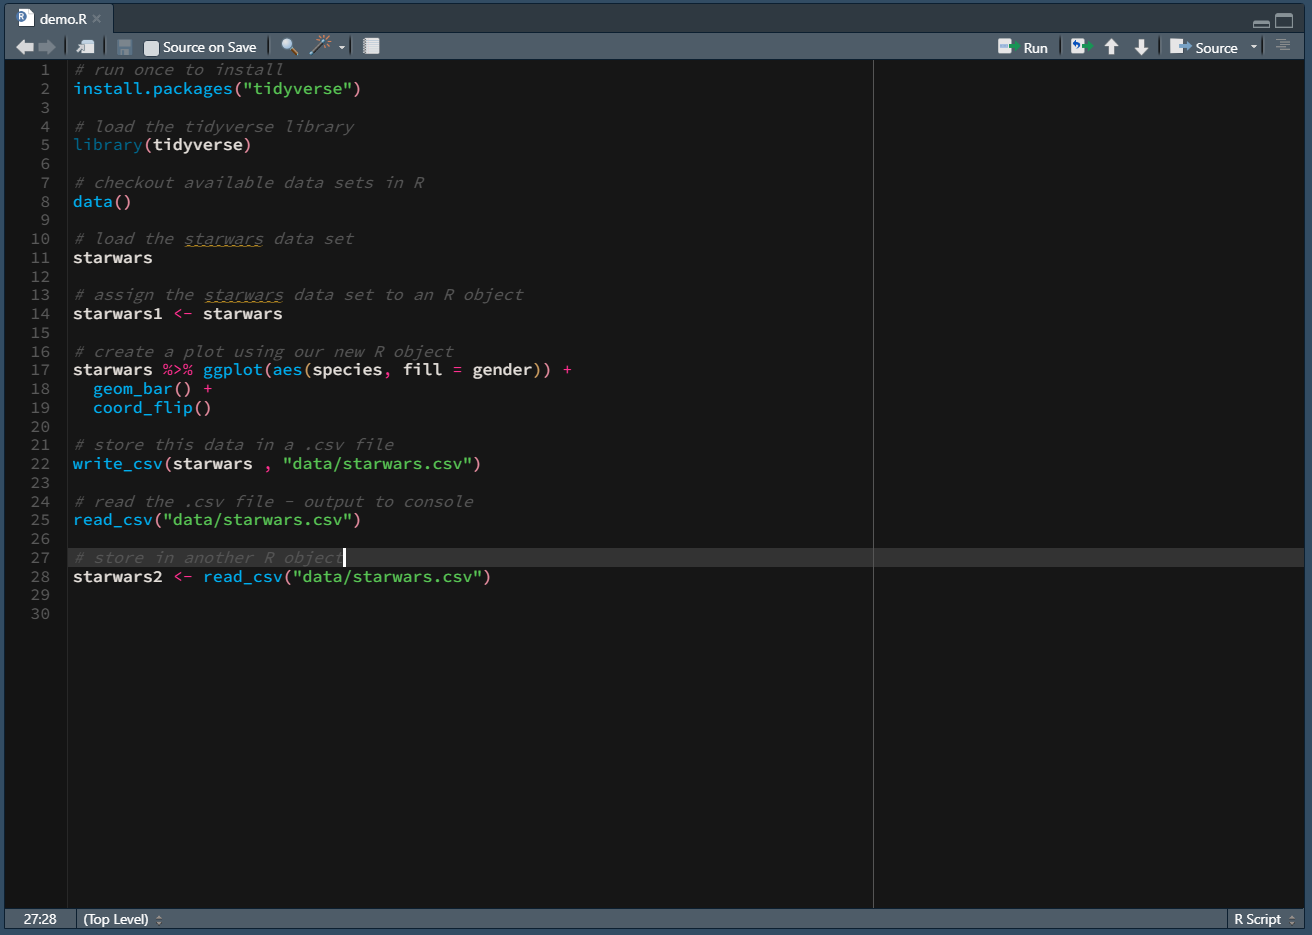 demo.R
Source on Save
Run
Source
1 # run once to install
2 install.packages("tidyverse")
3
4 # load the tidyverse library
5 library(tidyverse)
6
7 # checkout available data sets in R
8 data()
9
10 # load the starwars data set
11 starwars
12
13 # assign the starwars data set to an R object
14 starwars1 <- starwars
15
16 # create a plot using our new R object
17 starwars %>% ggplot(aes(species, fill = gender)) +
18   geom_bar() +
19   coord_flip()
20
21 # store this data in a .csv file
22 write_csv(starwars , "data/starwars.csv")
23
24 # read the .csv file - output to console
25 read_csv("data/starwars.csv")
26
27 # store in another R object
28 starwars2 <- read_csv("data/starwars.csv")
29
30
27:28 (Top Level) R Script